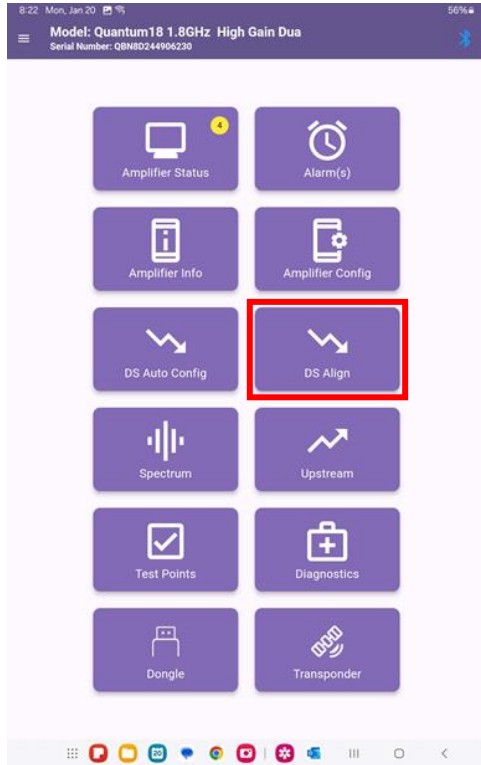 8:22 Mon, Jan 20 56%
Model: Quantum18 1.8GHz High Gain Dua
Serial Number: QBN8D244906230
4
Amplifier Status
Alarm(s)
Amplifier Info
Amplifier Config
DS Auto Config
DS Align
Spectrum
Upstream
Test Points
Diagnostics
Dongle
Transponder
20